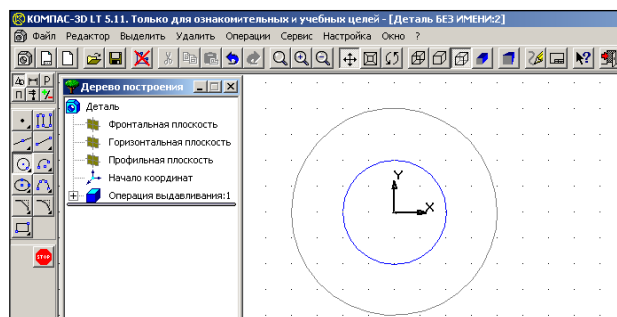 КОМПАС-3D LT 5.11. Только для ознакомительных и учебных целей - [Деталь БЕЗ ИМЕНИ:2]
Файл Редактор Выделить Удалить Операции Сервис Настройка Окно ?
Дерево построения
Деталь
Фронтальная плоскость
Горизонтальная плоскость
Профильная плоскость
Начало координат
Операция выдавливания:1
STOP
Y
X